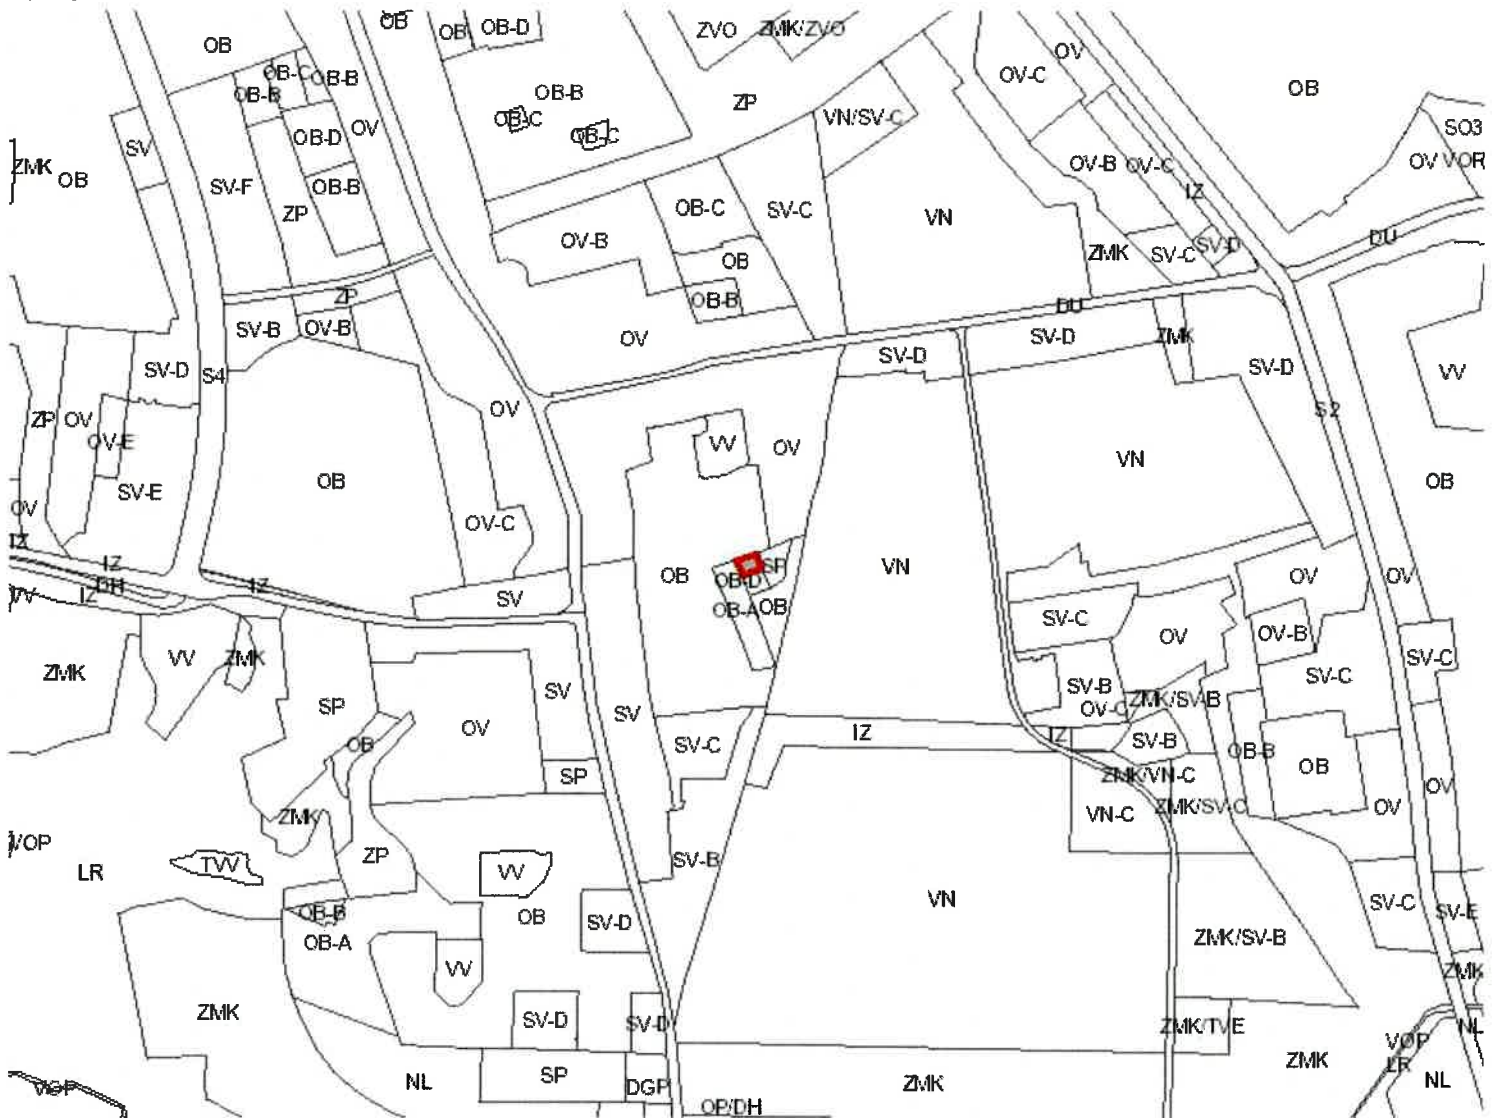 OB
OB
OB-D
ZVO
ZMK/ZVO
OB
OV
OV-C
OB
OB-C
OB-B
OB-B
OB-B
OB-C
OB-C
ZP
VN/SV-C
SO3
OV VOR
SV
OB-D
OV
ZMK
OB
SV-F
OB-B
ZP
OB-C
SV-C
VN
OV-B
OV-C
IZ
OV-B
OB
ZMK
SV-C
SV-D
DU
ZP
OB-B
DU
SV-B
OV-B
OV
SV-D
SV-D
ZMK
SV-D
SV-D
S4
VV
ZP
OV
OV-E
OV
VV
OV
S2
VN
SV-E
OB
OB
OV
OV-C
IZ
IZ
IZ
DH
IZ
VV
SV
OB
SP
OB-D
OB-A
OB
VN
OV
OV
SV-C
OV
OV-B
ZMK
VV
ZMK
SP
SV
SV
OV
OB
SV-C
SP
IZ
IZ
SV-B
OV-C
ZMK/SV-B
SV-B
SV-C
SV-C
OB-B
OB
ZMK/VN-C
VN-C
ZMK/SV-C
OV
OV
VOP
LR
TVV
ZMK
ZP
VV
SV-B
OB-B
OB-A
OB
SV-D
VN
ZMK/SV-B
SV-C
SV-E
VV
ZMK
ZMK
SV-D
SV-D
ZMK/TVE
NL
VOP
LR
ZMK
NL
VOP
NL
SP
DGP
ZMK
OP/DH